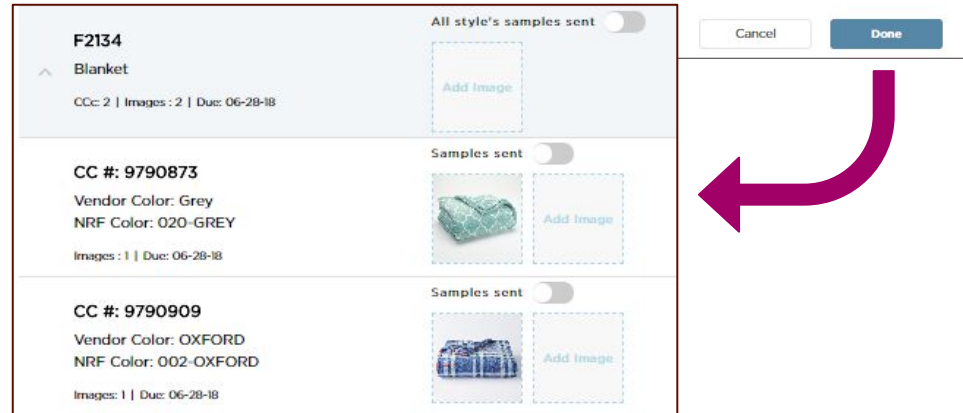 All style's samples sent
F2134
Blanket
CCc: 2 | Images : 2 | Due: 06-28-18
Add Image
Cancel
Done
Samples sent
CC #: 9790873
Vendor Color: Grey
NRF Color: 020-GREY
Images : 1 | Due: 06-28-18
Add Image
Samples sent
CC #: 9790909
Vendor Color: OXFORD
NRF Color: 002-OXFORD
Images: 1 | Due: 06-28-18
Add Image